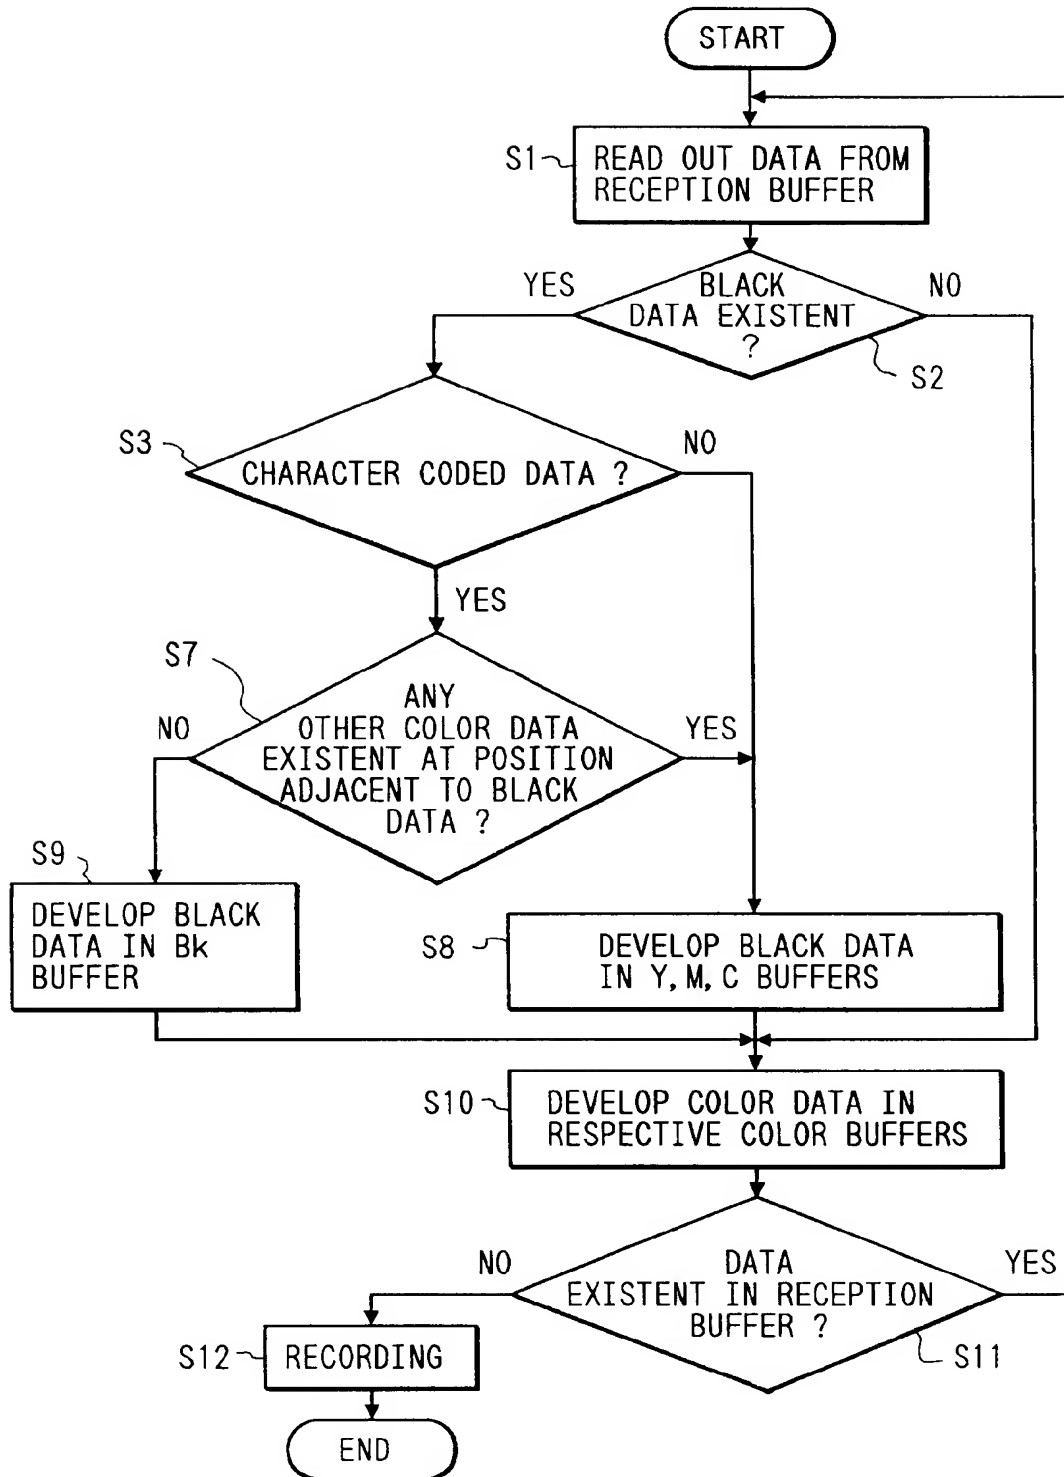 START
S1
READ OUT DATA FROM
RECEPTION BUFFER
YES
BLACK
DATA EXISTENT
?
NO
S2
S3
CHARACTER CODED DATA ?
NO
YES
S7
NO
ANY
OTHER COLOR DATA
EXISTENT AT POSITION
ADJACENT TO BLACK
DATA ?
YES
S9
DEVELOP BLACK
DATA IN Bk
BUFFER
S8
DEVELOP BLACK DATA
IN Y, M, C BUFFERS
S10
DEVELOP COLOR DATA IN
RESPECTIVE COLOR BUFFERS
NO
DATA
EXISTENT IN RECEPTION
BUFFER ?
YES
S11
S12
RECORDING
END